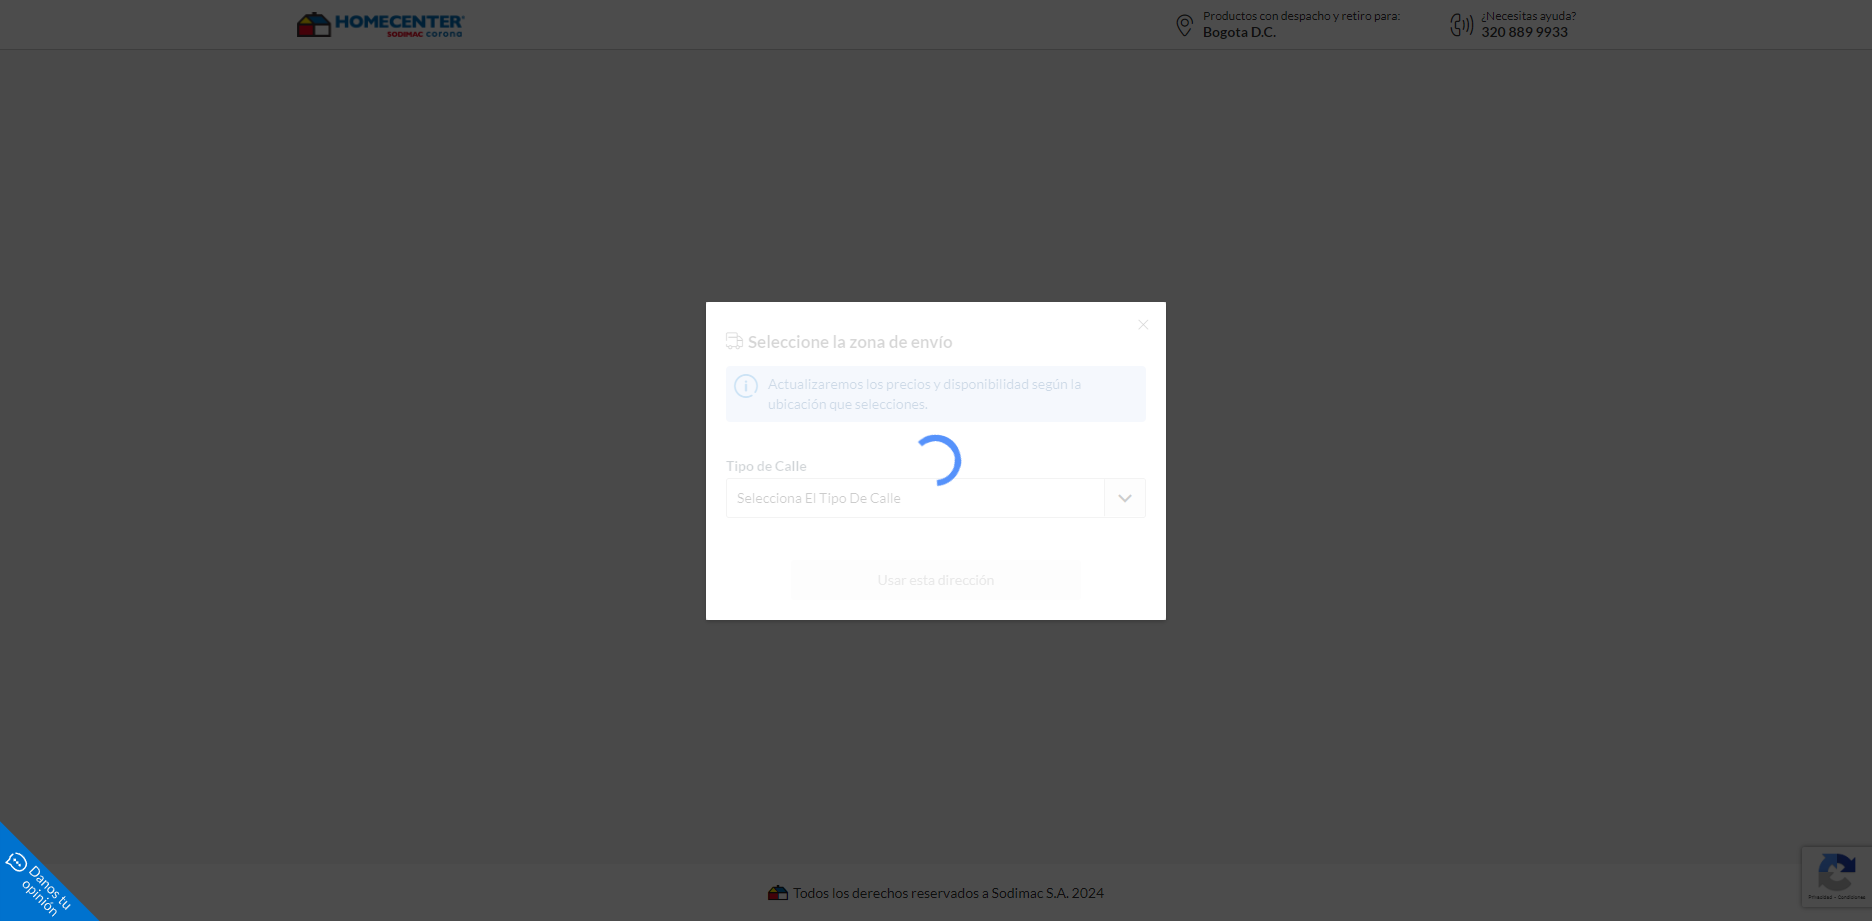 HOMECENTER
SODIMAC corona
Productos con despacho y retiro para:
Bogota D.C.
¿Necesitas ayuda?
320 889 9933
Seleccione la zona de envío
Actualizaremos los precios y disponibilidad según la
ubicación que selecciones.
Tipo de Calle
Selecciona El Tipo De Calle
Usar esta dirección
Danos tu
opinión
Todos los derechos reservados a Sodimac S.A. 2024
Privacidad - Condiciones